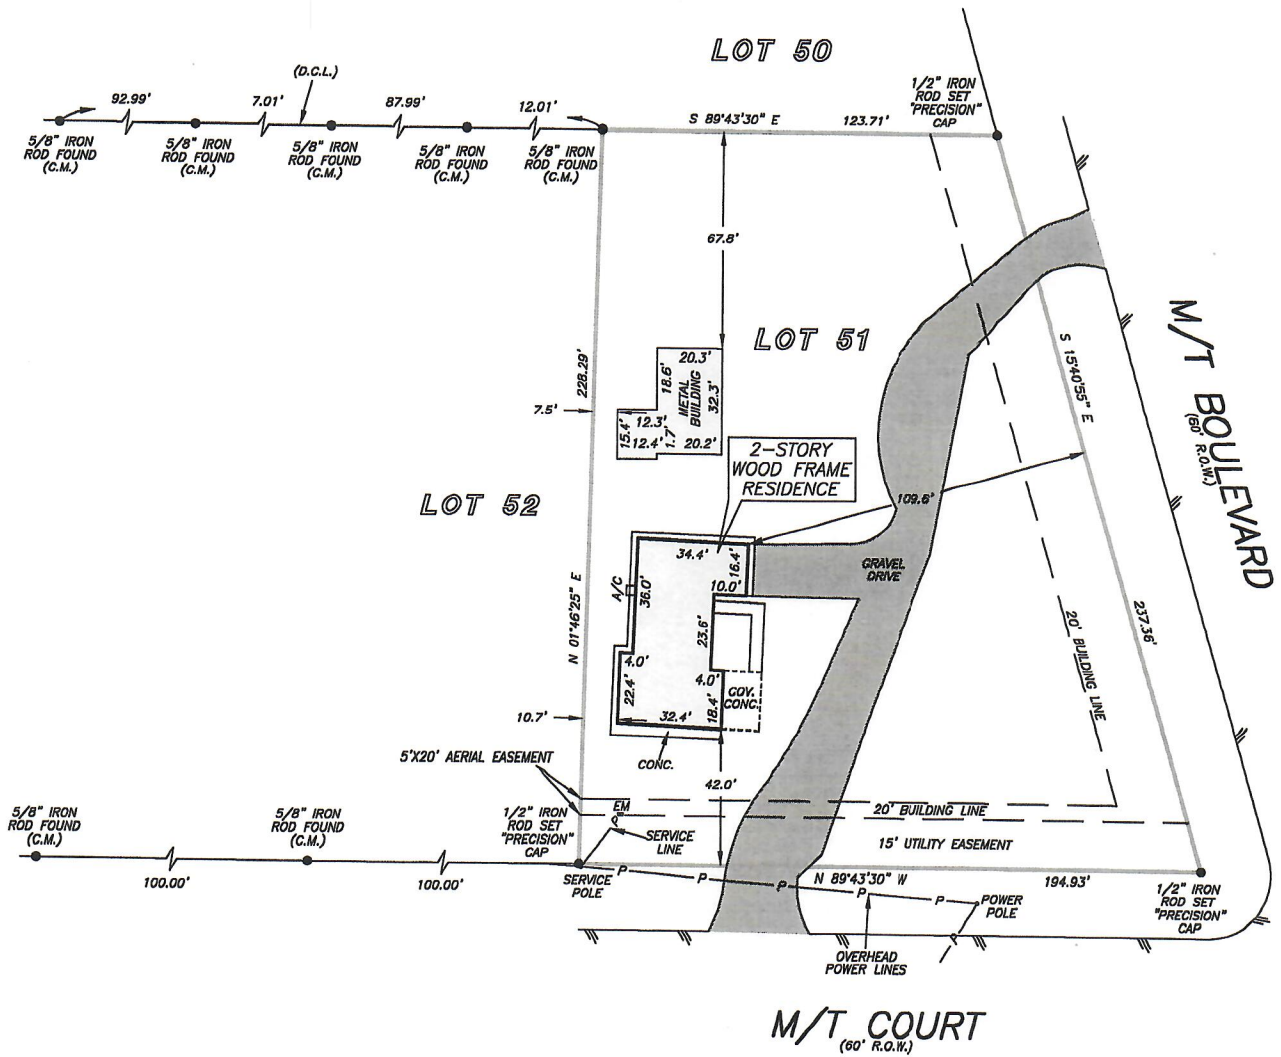 LOT 50
(D.C.L.)
92.99'
7.01'
87.99'
12.01'
1/2" IRON
ROD SET
"PRECISION"
CAP
S 89°43'30" E
123.71'
5/8" IRON
ROD FOUND
(C.M.)
5/8" IRON
ROD FOUND
(C.M.)
5/8" IRON
ROD FOUND
(C.M.)
5/8" IRON
ROD FOUND
(C.M.)
5/8" IRON
ROD FOUND
(C.M.)
67.8'
LOT 51
M/T BOULEVARD
(60' R.O.W.)
S 15°40'55" E
237.36'
228.29'
N 01°46'25" E
7.5'
20.3'
18.6'
METAL
BUILDING
32.3'
12.3'
15.4'
12.4'
1.7'
20.2'
2-STORY
WOOD FRAME
RESIDENCE
LOT 52
109.6'
34.4'
16.4'
GRAVEL
DRIVE
A/C
36.0'
10.0'
23.6'
20' BUILDING LINE
4.0'
22.4'
4.0'
COV.
CONC.
18.4'
32.4'
10.7'
CONC.
5'X20' AERIAL EASEMENT
42.0'
5/8" IRON
ROD FOUND
(C.M.)
5/8" IRON
ROD FOUND
(C.M.)
1/2" IRON
ROD SET
"PRECISION"
CAP
EM
P
SERVICE
LINE
20' BUILDING LINE
15' UTILITY EASEMENT
100.00'
100.00'
SERVICE
POLE
P
P
P
N 89°43'30" W
P
P
194.93'
POWER
POLE
P
1/2" IRON
ROD SET
"PRECISION"
CAP
OVERHEAD
POWER LINES
M/T COURT
(60' R.O.W.)